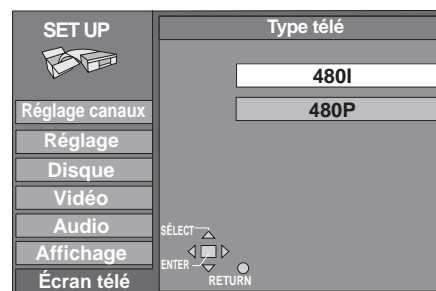 SET UP
Réglage canaux
Réglage
Disque
Vidéo
Audio
Affichage
Écran télé
Type télé
480I
480P
SÉLECT
ENTER
RETURN